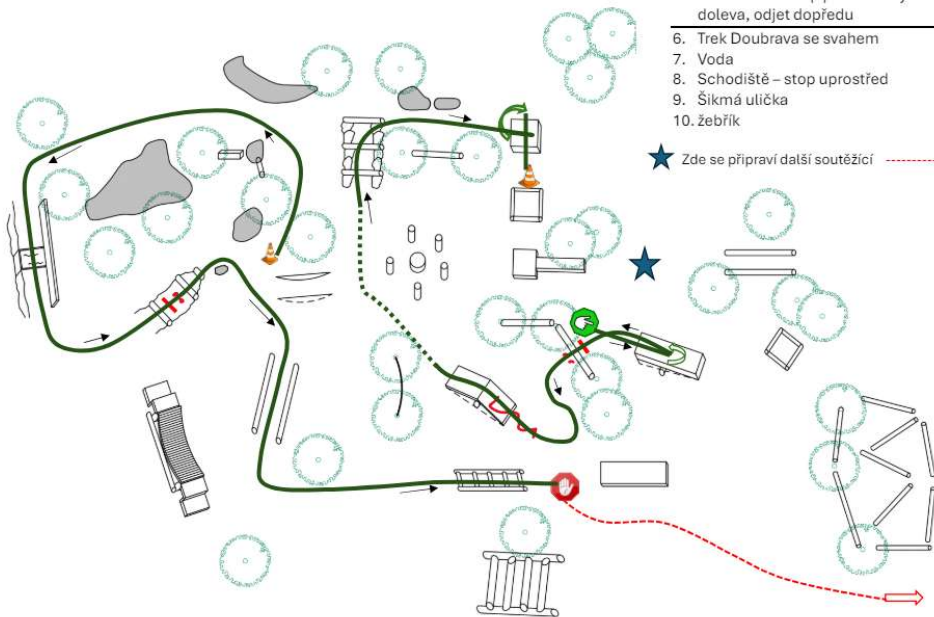 doleva, odjet dopředu
6. Trek Doubrava se svahem
7. Voda
8. Schodiště – stop uprostřed
9. Šikmá ulička
10. žebřík
Zde se připraví další soutěžící